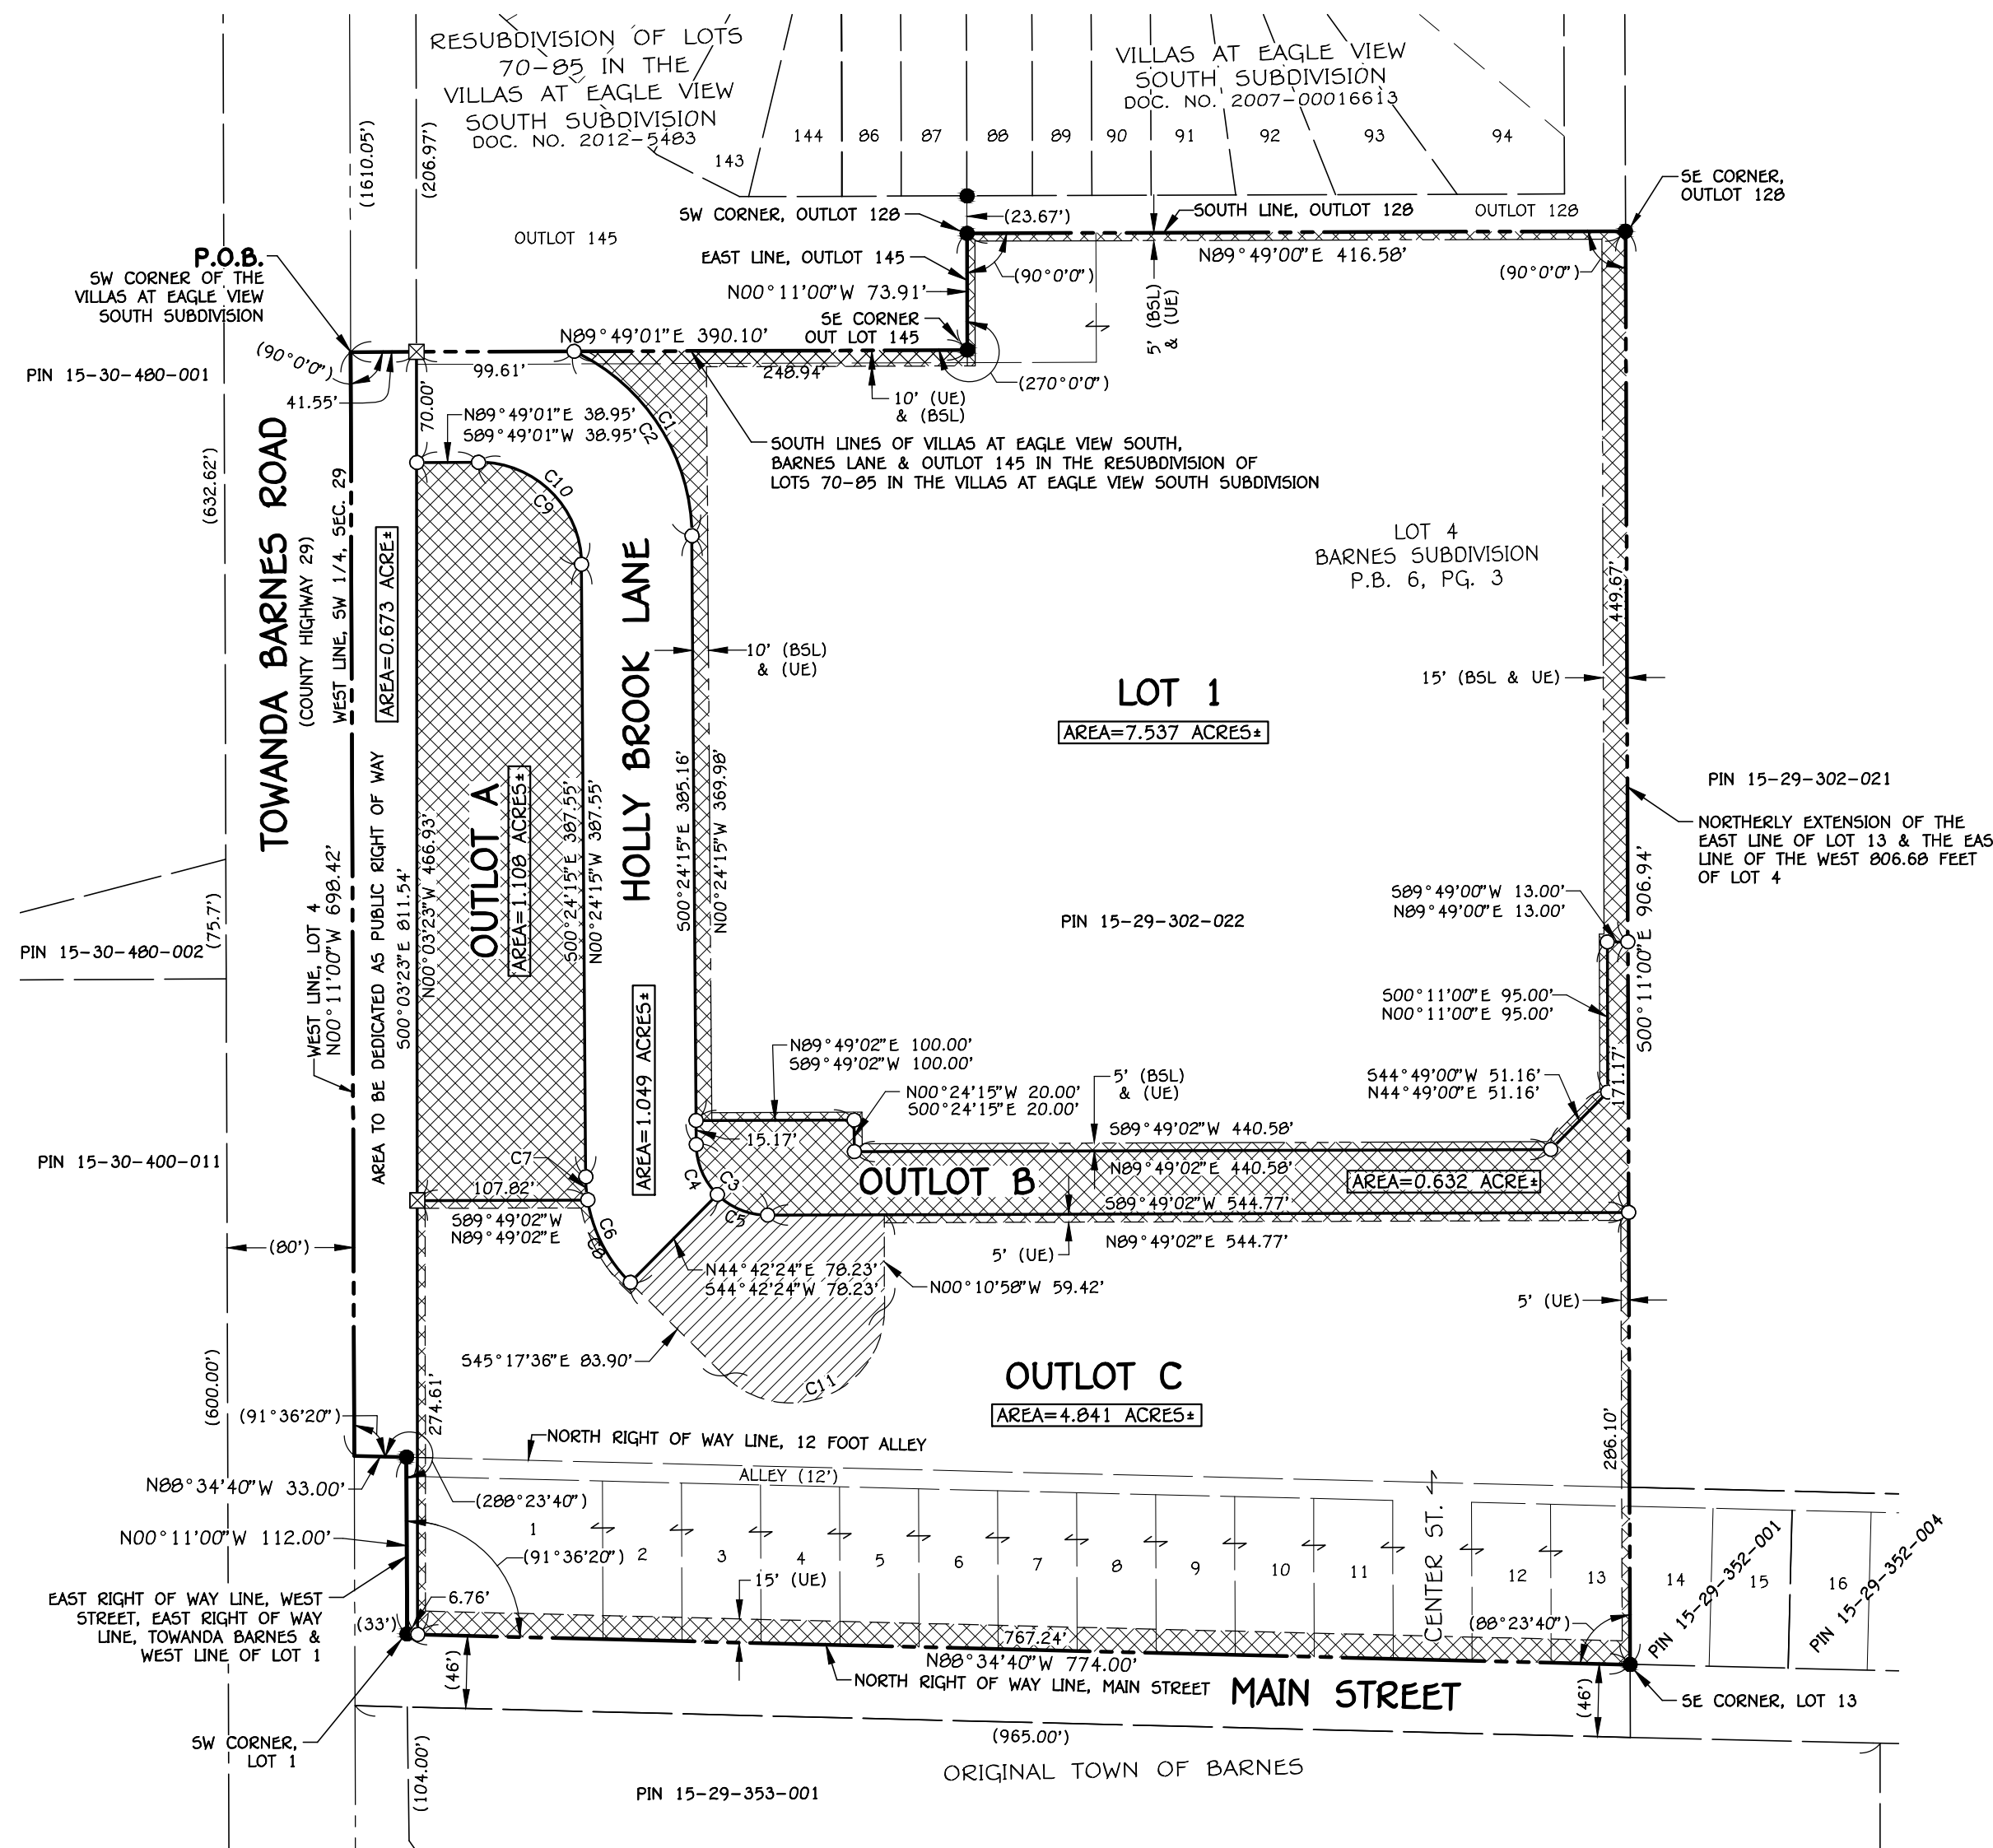 RESUBDIVISION OF LOTS
70-85 IN THE
VILLAS AT EAGLE VIEW
SOUTH SUBDIVISION
DOC. NO. 2012-5483
VILLAS AT EAGLE VIEW
SOUTH SUBDIVISION
DOC. NO. 2007-00016613
(1610.05')
(206.97')
143
144
86
87
88
89
90
91
92
93
94
SE CORNER,
OUTLOT 128
SW CORNER, OUTLOT 128
(23.67')
SOUTH LINE, OUTLOT 128
OUTLOT 128
OUTLOT 145
EAST LINE, OUTLOT 145
(90°0'0")
N89°49'00"E 416.58'
(90°0'0")
N00°11'00"W 73.91'
5' (BSL)
& (UE)
P.O.B.
SW CORNER OF THE
VILLAS AT EAGLE VIEW
SOUTH SUBDIVISION
SE CORNER
OUT LOT 145
N89°49'01"E 390.10'
(90°0'0")
99.61'
248.94'
(270°0'0")
PIN 15-30-480-001
41.55'
70.00'
10' (UE)
& (BSL)
N89°49'01"E 38.95'
S89°49'01"W 38.95'
C1
C2
SOUTH LINES OF VILLAS AT EAGLE VIEW SOUTH,
BARNES LANE & OUTLOT 145 IN THE RESUBDIVISION OF
LOTS 70-85 IN THE VILLAS AT EAGLE VIEW SOUTH SUBDIVISION
C10
C9
(632.62')
TOWANDA BARNES ROAD
(COUNTY HIGHWAY 29)
WEST LINE, SW 1/4, SEC. 29
AREA=0.673 ACRE±
LOT 4
BARNES SUBDIVISION
P.B. 6, PG. 3
449.67'
HOLLY BROOK LANE
10' (BSL)
& (UE)
15' (BSL & UE)
LOT 1
AREA=7.537 ACRES±
PIN 15-29-302-021
NORTHERLY EXTENSION OF THE
EAST LINE OF LOT 13 & THE EAS
LINE OF THE WEST 806.68 FEET
OF LOT 4
OUTLOT A
AREA=1.108 ACRES±
S00°24'15"E 387.55'
N00°24'15"W 387.55'
S00°24'15"E 385.16'
N00°24'15"W 369.98'
WEST LINE, LOT 4
N00°11'00"W 698.42'
AREA TO BE DEDICATED AS PUBLIC RIGHT OF WAY
S00°03'23"E 811.54'
N00°03'23"W 466.93'
PIN 15-29-302-022
S89°49'00"W 13.00'
N89°49'00"E 13.00'
S00°11'00"E 906.94'
(75.7')
PIN 15-30-480-002
S00°11'00"E 95.00'
N00°11'00"E 95.00'
AREA=1.049 ACRES±
N89°49'02"E 100.00'
S89°49'02"W 100.00'
N00°24'15"W 20.00'
S00°24'15"E 20.00'
5' (BSL)
& (UE)
S44°49'00"W 51.16'
N44°49'00"E 51.16'
171.17'
15.17'
S89°49'02"W 440.58'
N89°49'02"E 440.58'
PIN 15-30-400-011
C7
C4
C3
OUTLOT B
AREA=0.632 ACRE±
107.82'
S89°49'02"W
N89°49'02"E
C6
C8
C5
S89°49'02"W 544.77'
N89°49'02"E 544.77'
5' (UE)
(80')
N44°42'24"E 78.23'
S44°42'24"W 78.23'
N00°10'58"W 59.42'
5' (UE)
S45°17'36"E 83.90'
C11
OUTLOT C
AREA=4.841 ACRES±
(600.00')
274.61'
286.10'
(91°36'20")
NORTH RIGHT OF WAY LINE, 12 FOOT ALLEY
ALLEY (12')
N88°34'40"W 33.00'
(288°23'40")
N00°11'00"W 112.00'
(91°36'20")
1
2
3
4
5
6
7
8
9
10
11
CENTER ST.
12
13
14
15
16
PIN 15-29-352-001
PIN 15-29-352-004
15' (UE)
EAST RIGHT OF WAY LINE, WEST
STREET, EAST RIGHT OF WAY
LINE, TOWANDA BARNES &
WEST LINE OF LOT 1
6.76'
(33')
(88°23'40")
767.24'
N88°34'40"W 774.00'
NORTH RIGHT OF WAY LINE, MAIN STREET
MAIN STREET
(46')
(46')
SE CORNER, LOT 13
SW CORNER,
LOT 1
(104.00')
(965.00')
ORIGINAL TOWN OF BARNES
PIN 15-29-353-001